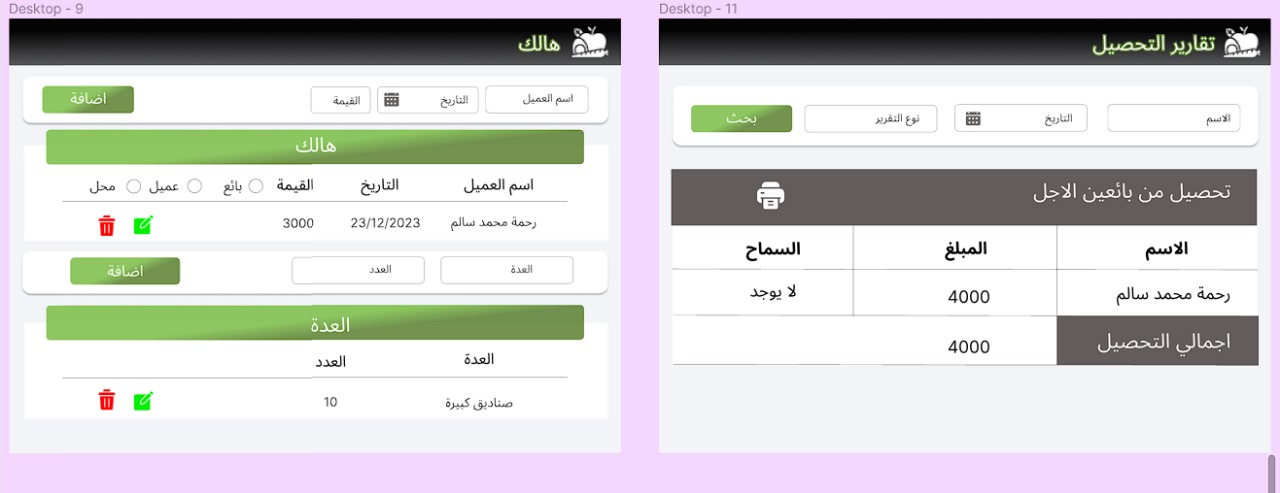 Desktop - 9
هالك
اسم العميل التاريخ القيمة اضافة
هالك
اسم العميل التاريخ القيمة بائع عميل محل
رحمة محمد سالم 23/12/2023 3000
العدة العدد اضافة
العدة
العدة العدد
صناديق كبيرة 10
Desktop - 11
تقارير التحصيل
الاسم التاريخ نوع التقرير بحث
تحصيل من بائعين الاجل
الاسم المبلغ السماح
رحمة محمد سالم 4000 لا يوجد
اجمالي التحصيل 4000